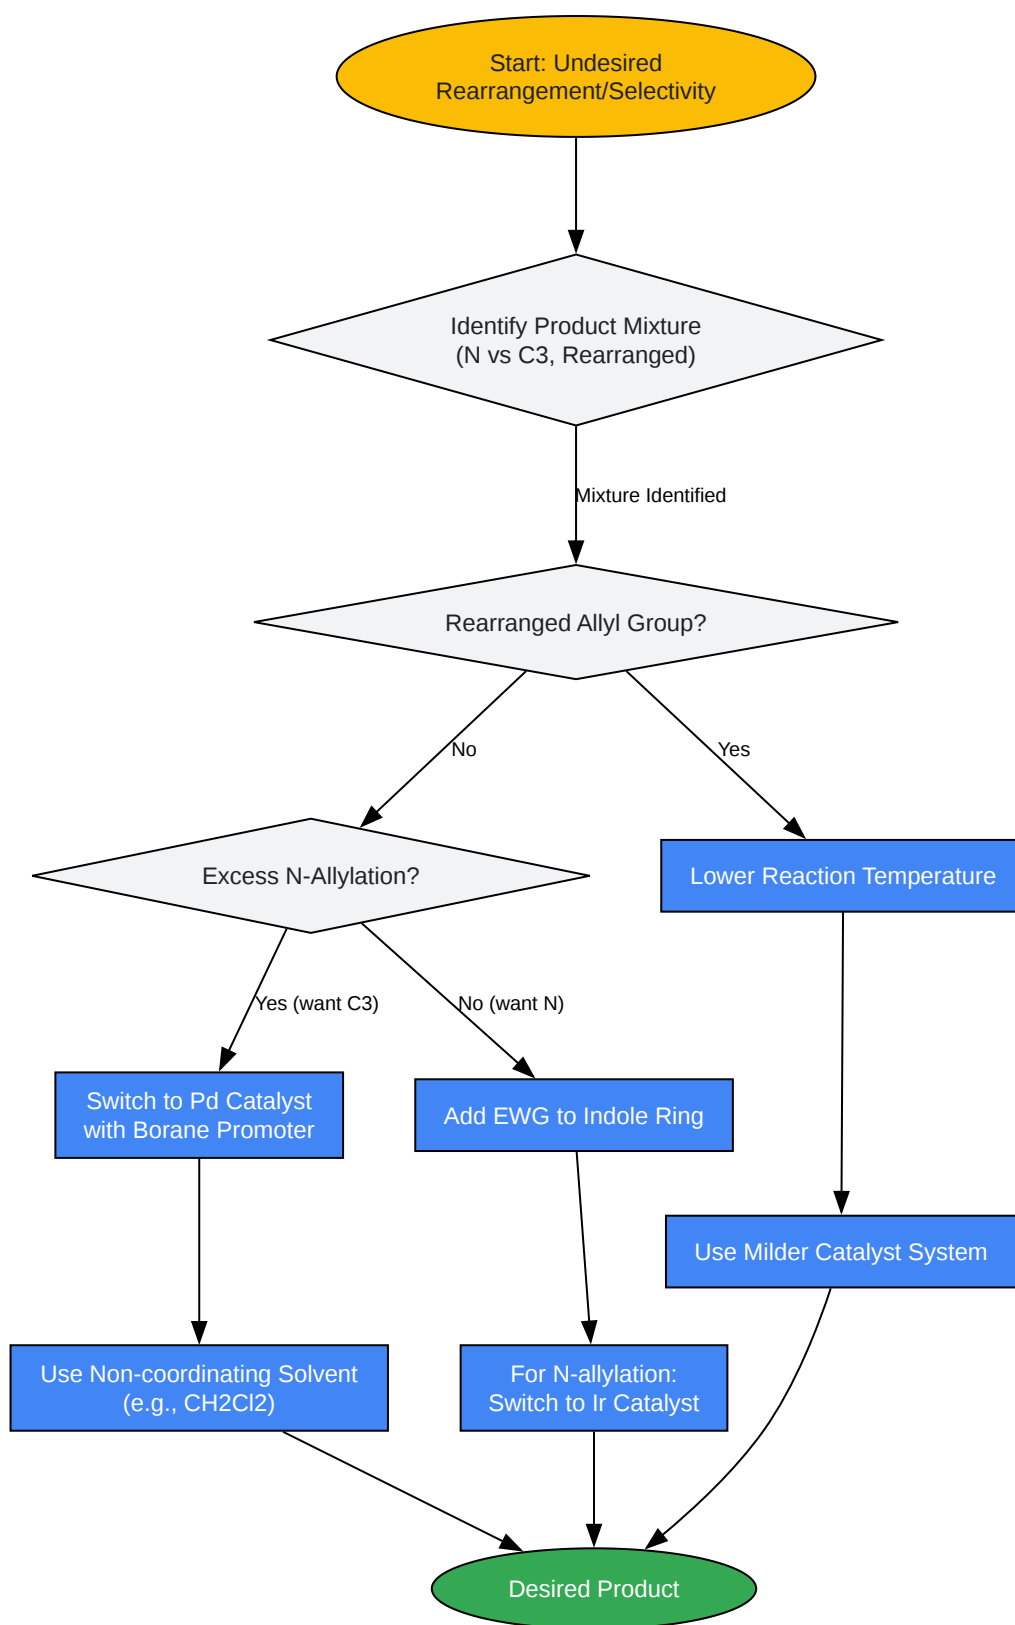 Start: Undesired
Rearrangement/Selectivity
Identify Product Mixture
(N vs C3, Rearranged)
Mixture Identified
Rearranged Allyl Group?
No
Yes
Excess N-Allylation?
Lower Reaction Temperature
Yes (want C3)
No (want N)
Switch to Pd Catalyst
with Borane Promoter
Add EWG to Indole Ring
Use Milder Catalyst System
Use Non-coordinating Solvent
(e.g., CH2Cl2)
For N-allylation:
Switch to Ir Catalyst
Desired Product